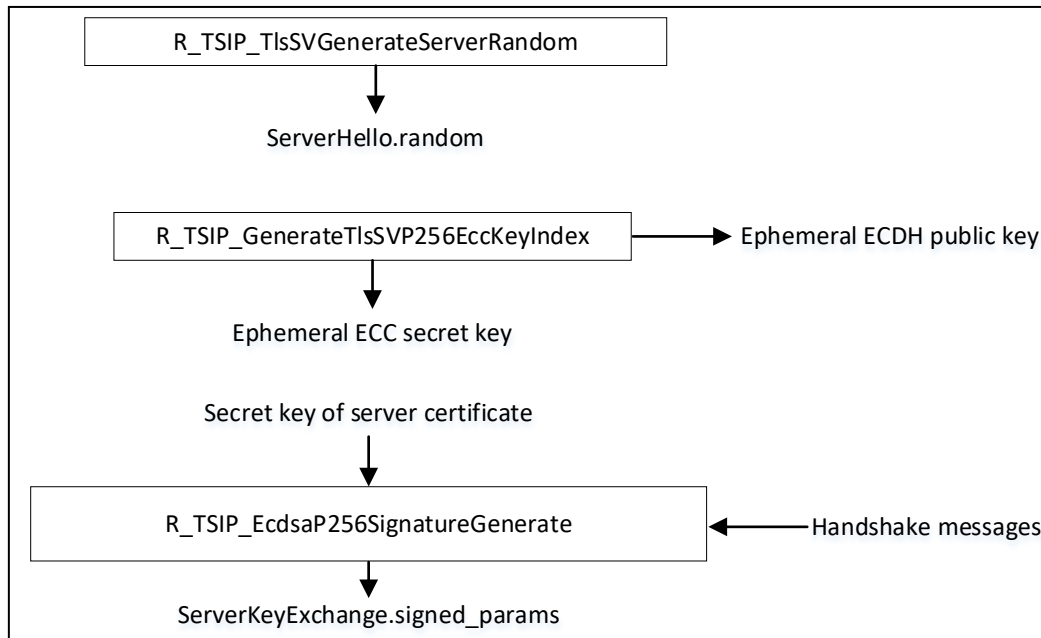 R_TSIP_TlsSVGenerateServerRandom
ServerHello.random
R_TSIP_GenerateTlsSVP256EccKeyIndex
Ephemeral ECDH public key
Ephemeral ECC secret key
Secret key of server certificate
R_TSIP_EcdsaP256SignatureGenerate
Handshake messages
ServerKeyExchange.signed_params